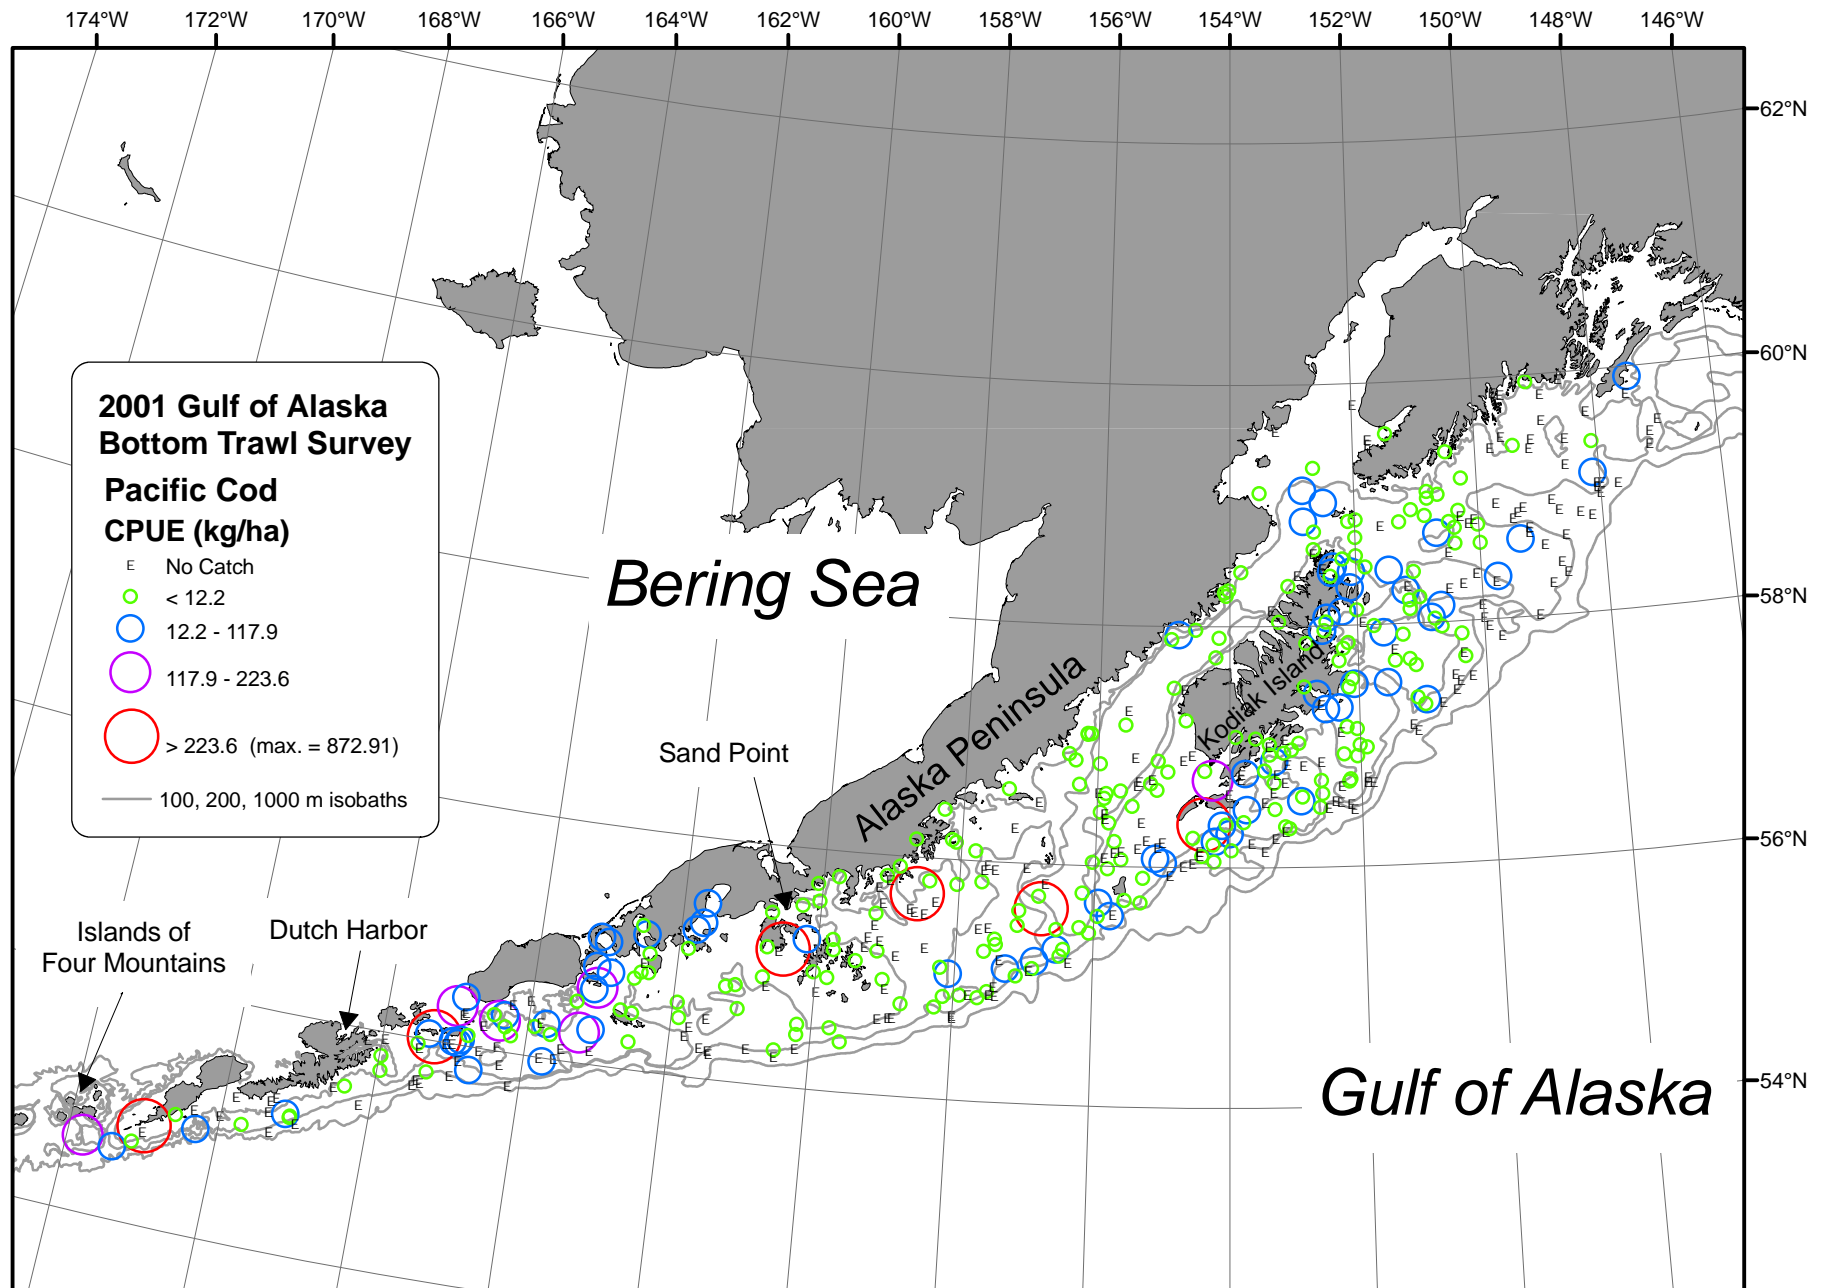 174°W 172°W 170°W 168°W 166°W 164°W 162°W 160°W 158°W 156°W 154°W 152°W 150°W 148°W 146°W
62°N
60°N
58°N
56°N
54°N
2001 Gulf of Alaska
Bottom Trawl Survey
Pacific Cod
CPUE (kg/ha)
E No Catch
< 12.2
12.2 - 117.9
117.9 - 223.6
> 223.6 (max. = 872.91)
100, 200, 1000 m isobaths
Bering Sea
Alaska Peninsula
Kodiak Island
Sand Point
Dutch Harbor
Islands of
Four Mountains
Gulf of Alaska